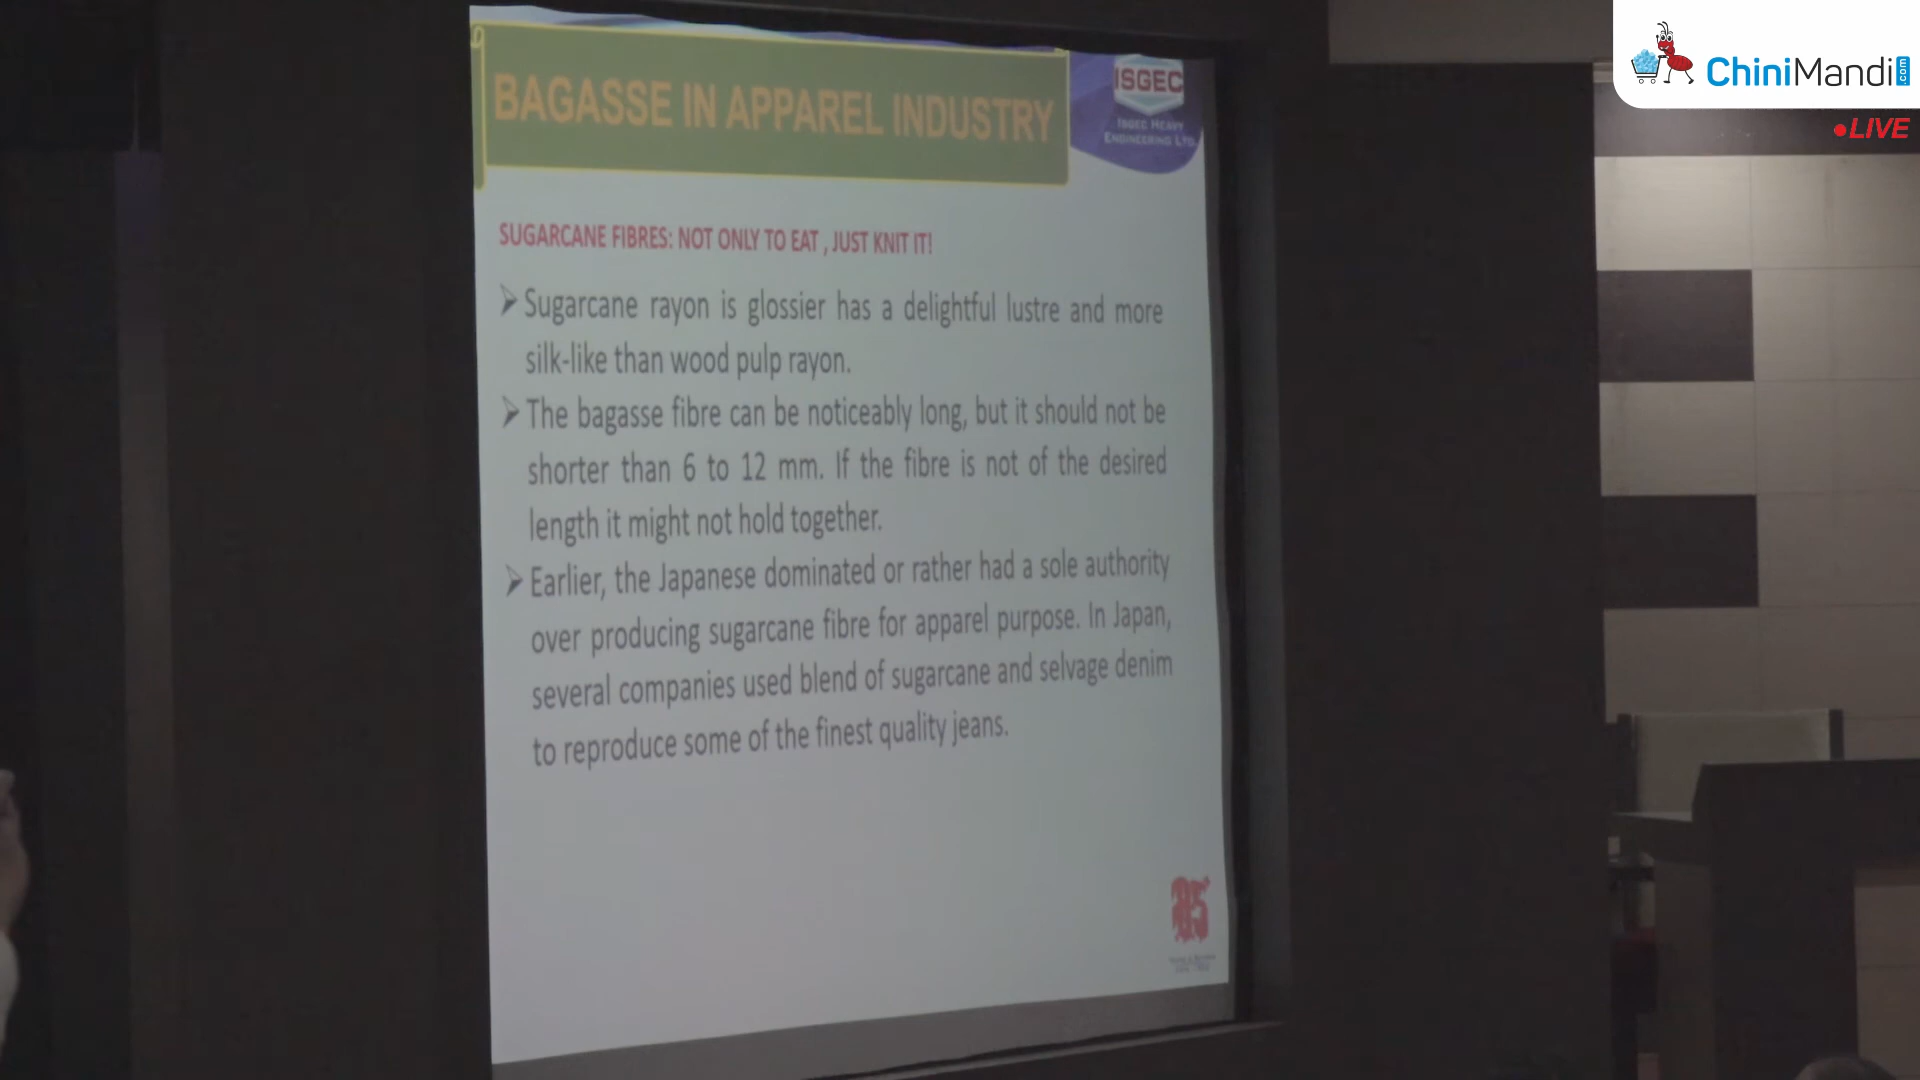 BAGASSE IN APPAREL INDUSTRY
ISGEC
ISGEC HEAVY
ENGINEERING LTD.
ChiniMandi.com
LIVE
SUGARCANE FIBRES: NOT ONLY TO EAT , JUST KNIT IT!
Sugarcane rayon is glossier has a delightful lustre and more
silk-like than wood pulp rayon.
The bagasse fibre can be noticeably long, but it should not be
shorter than 6 to 12 mm. If the fibre is not of the desired
length it might not hold together.
Earlier, the Japanese dominated or rather had a sole authority
over producing sugarcane fibre for apparel purpose. In Japan,
several companies used blend of sugarcane and selvage denim
to reproduce some of the finest quality jeans.